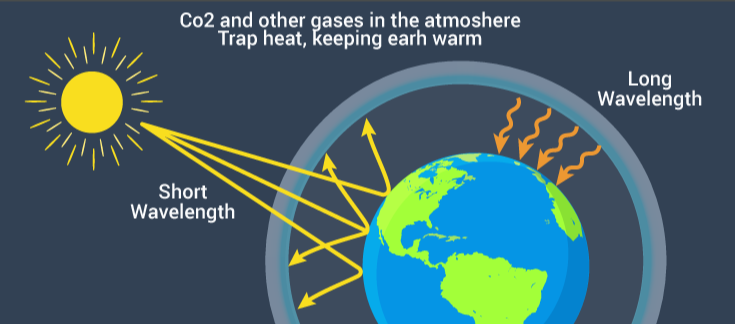 Co2 and other gases in the atmoshere
Trap heat, keeping earh warm
Long
Wavelength
Short
Wavelength